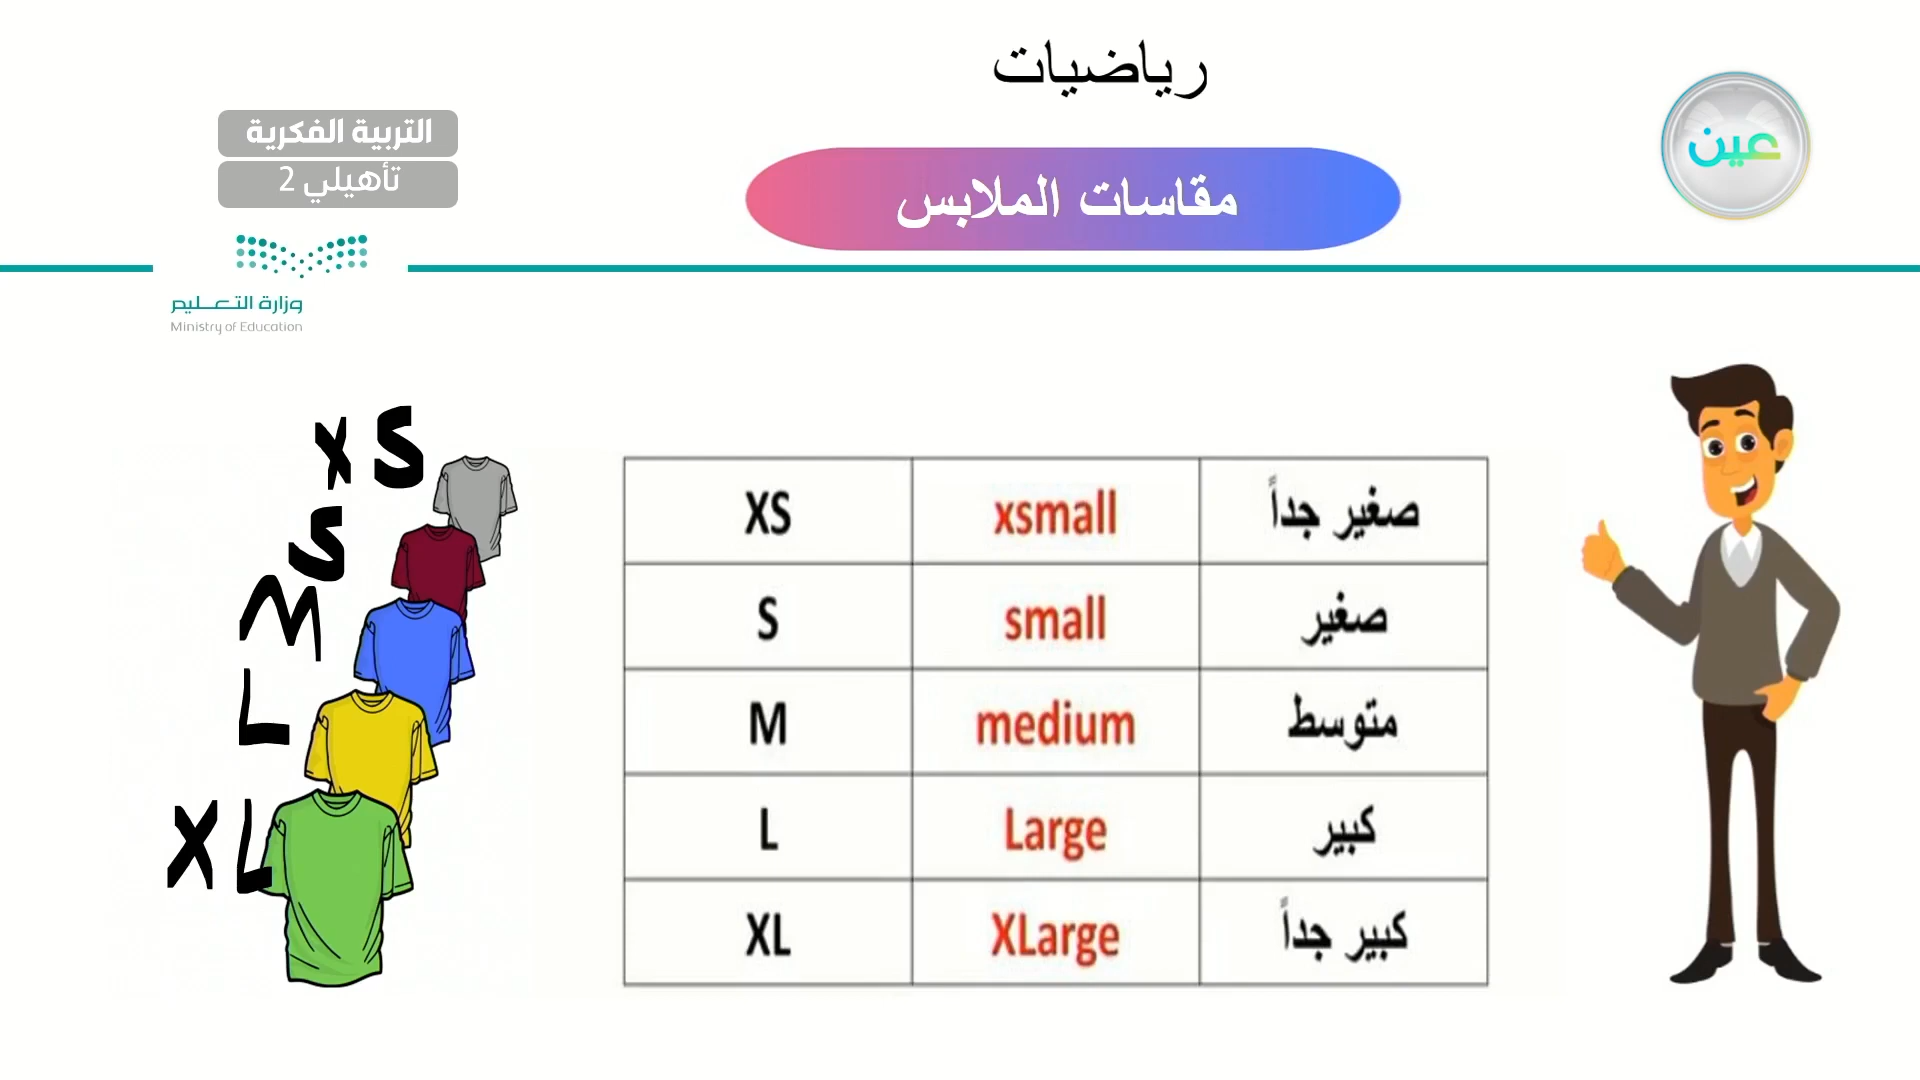 رياضيات
عين
التربية الفكرية
تأهيلي 2
مقاسات الملابس
وزارة التعليم
Ministry of Education
XS
S
M
L
XL
صغير جداً xsmall XS
صغير small S
متوسط medium M
كبير Large L
كبير جداً XLarge XL